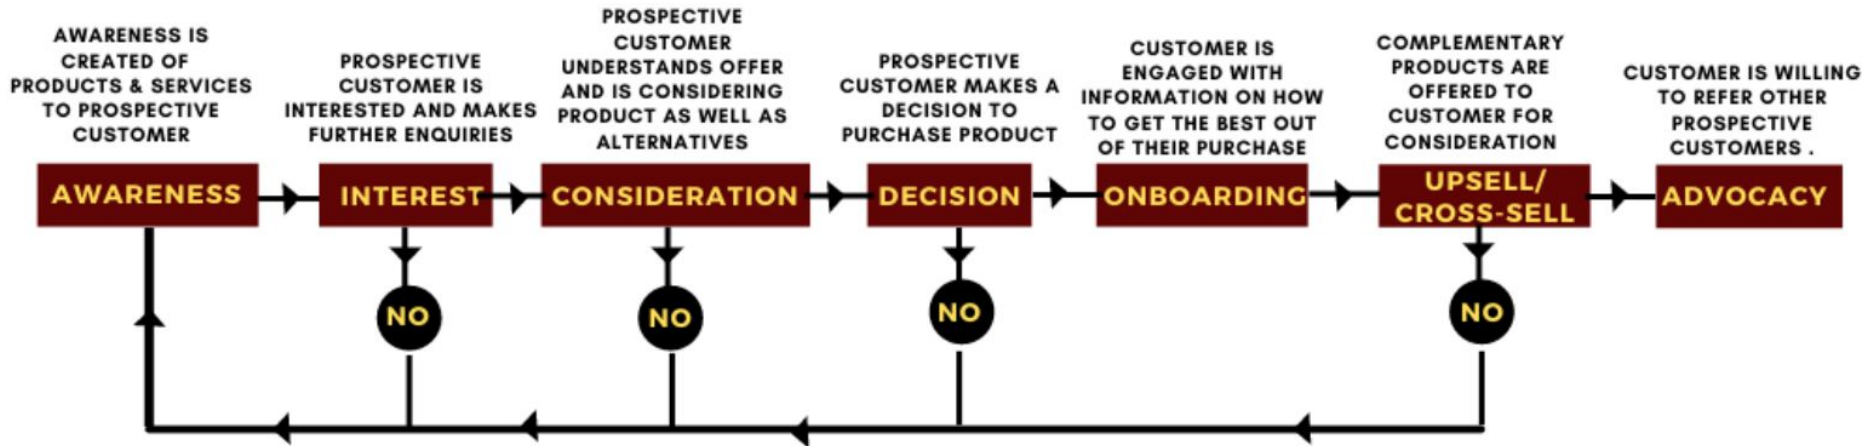 AWARENESS IS
CREATED OF
PRODUCTS & SERVICES
TO PROSPECTIVE
CUSTOMER
PROSPECTIVE
CUSTOMER IS
INTERESTED AND MAKES
FURTHER ENQUIRIES
PROSPECTIVE
CUSTOMER
UNDERSTANDS OFFER
AND IS CONSIDERING
PRODUCT AS WELL AS
ALTERNATIVES
PROSPECTIVE
CUSTOMER MAKES A
DECISION TO
PURCHASE PRODUCT
CUSTOMER IS
ENGAGED WITH
INFORMATION ON HOW
TO GET THE BEST OUT
OF THEIR PURCHASE
COMPLEMENTARY
PRODUCTS ARE
OFFERED TO
CUSTOMER FOR
CONSIDERATION
CUSTOMER IS WILLING
TO REFER OTHER
PROSPECTIVE
CUSTOMERS .
AWARENESS
INTEREST
CONSIDERATION
DECISION
ONBOARDING
UPSELL/
CROSS-SELL
ADVOCACY
NO
NO
NO
NO